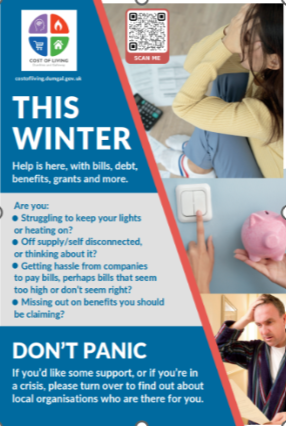 SCAN ME
COST OF LIVING
costofliving.dumgal.gov.uk
THIS
WINTER
Help is here, with bills, debt,
benefits, grants and more.
Are you:
● Struggling to keep your lights
or heating on?
● Off supply/self disconnected,
or thinking about it?
● Getting hassle from companies
to pay bills, perhaps bills that seem
too high or don't seem right?
● Missing out on benefits you should
be claiming?
DON'T PANIC
If you'd like some support, or if you're in
a crisis, please turn over to find out about
local organisations who are there for you.